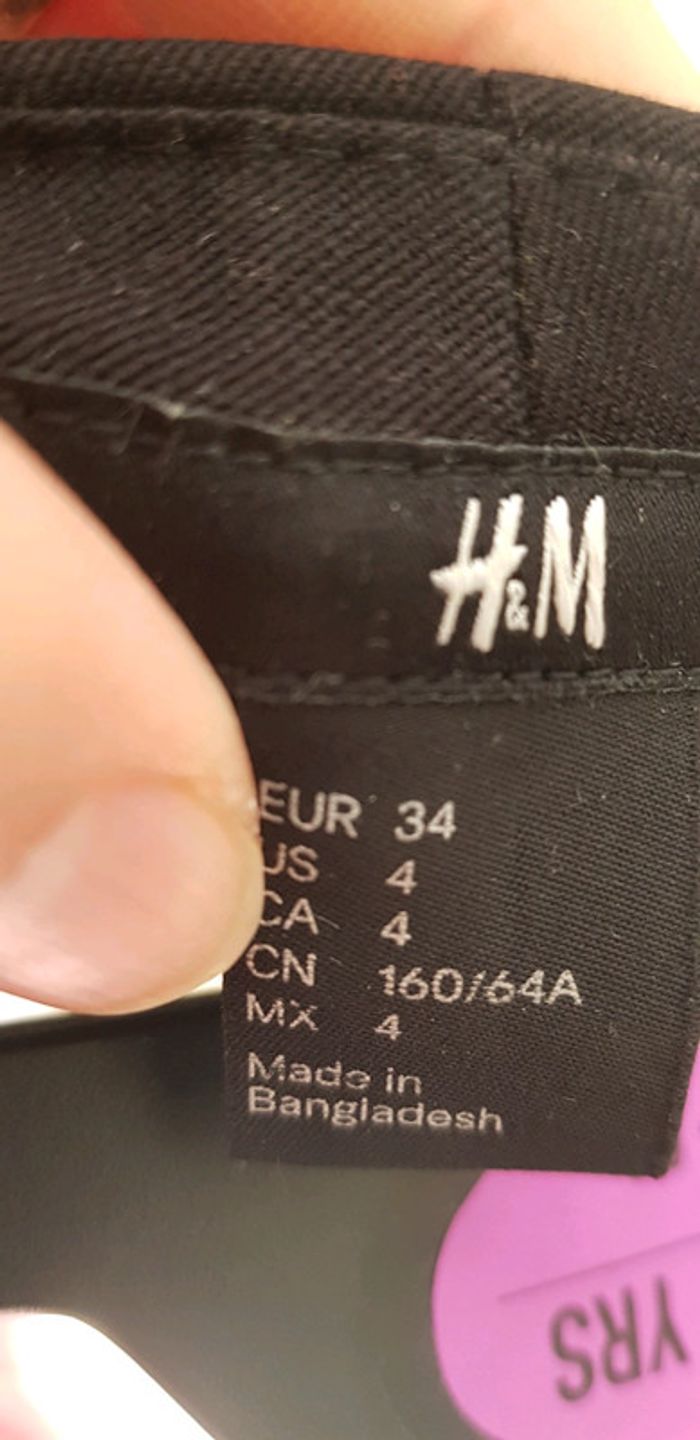 H&M
EUR 34
US 4
CA 4
CN 160/64A
MX 4
Made in
Bangladesh
YRS